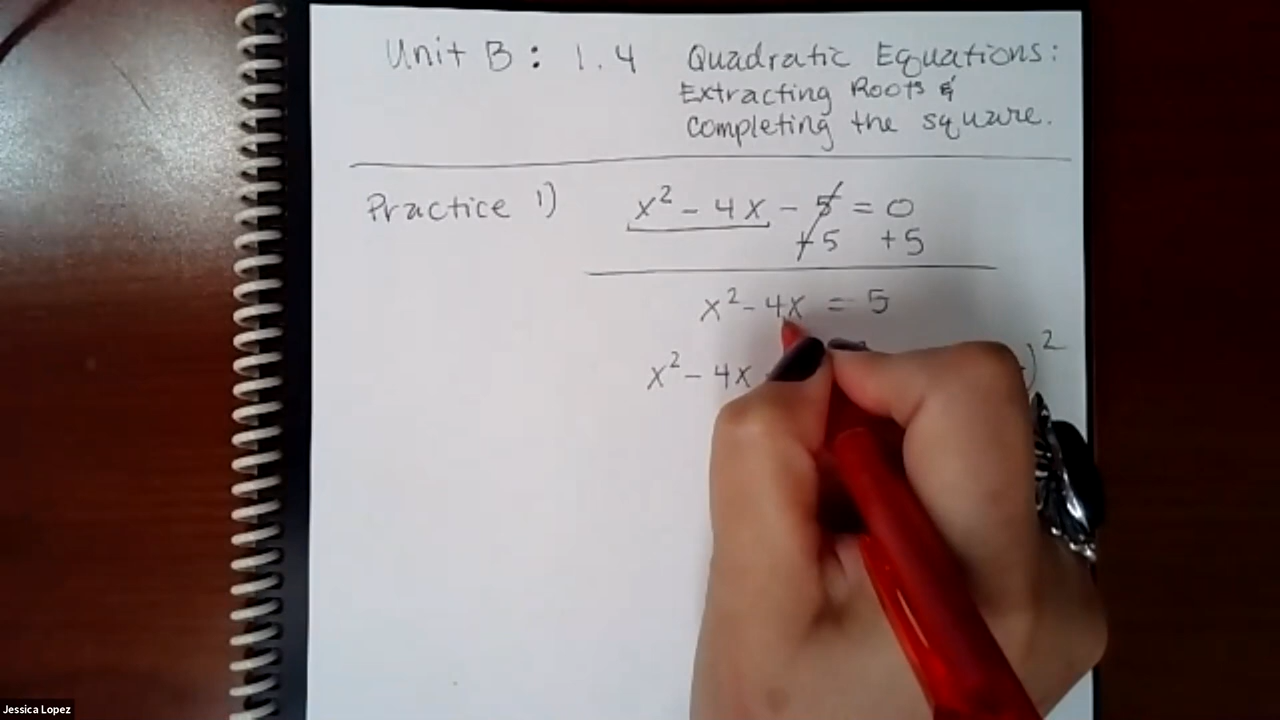 Unit B: 1.4 Quadratic Equations:
Extracting Roots &
Completing the square.
Practice 1) x² - 4x - 5 = 0
+5 +5
x² - 4x = 5
x² - 4x )²
Jessica Lopez